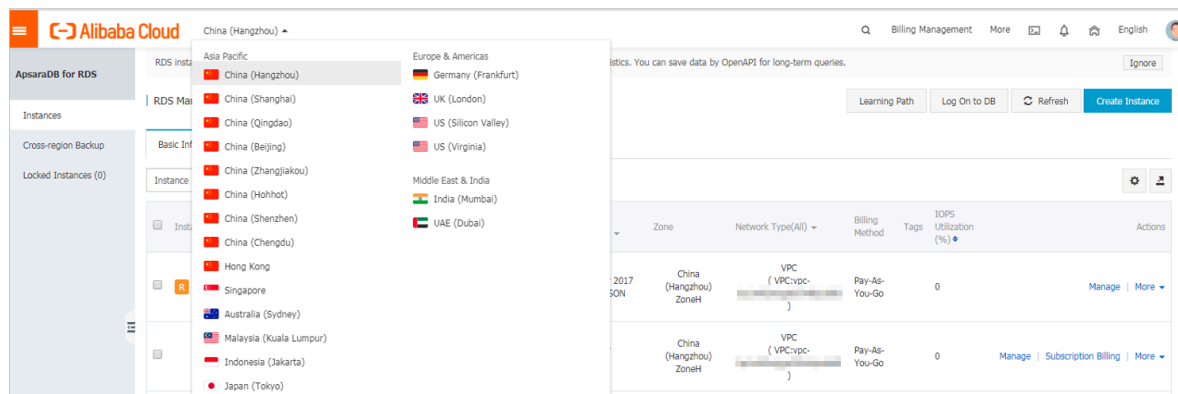 Alibaba Cloud
China (Hangzhou)
Billing Management
More
English
ApsaraDB for RDS
Instances
Cross-region Backup
Locked Instances (0)
RDS insta
istics. You can save data by OpenAPI for long-term queries.
Ignore
RDS Mar
Learning Path
Log On to DB
Refresh
Create Instance
Basic Inf
Instance
Asia Pacific
China (Hangzhou)
China (Shanghai)
China (Qingdao)
China (Beijing)
China (Zhangjiakou)
China (Hohhot)
China (Shenzhen)
China (Chengdu)
Hong Kong
Singapore
Australia (Sydney)
Malaysia (Kuala Lumpur)
Indonesia (Jakarta)
Japan (Tokyo)
Europe & Americas
Germany (Frankfurt)
UK (London)
US (Silicon Valley)
US (Virginia)
Middle East & India
India (Mumbai)
UAE (Dubai)
Insta
Zone
Network Type(All)
Billing
Method
Tags
IOPS
Utilization
(%)
Actions
R
2017
SON
China
(Hangzhou)
ZoneH
VPC
( VPC:vpc-
)
Pay-As-
You-Go
0
Manage | More
China
(Hangzhou)
ZoneH
VPC
( VPC:vpc-
)
Pay-As-
You-Go
0
Manage | Subscription Billing | More